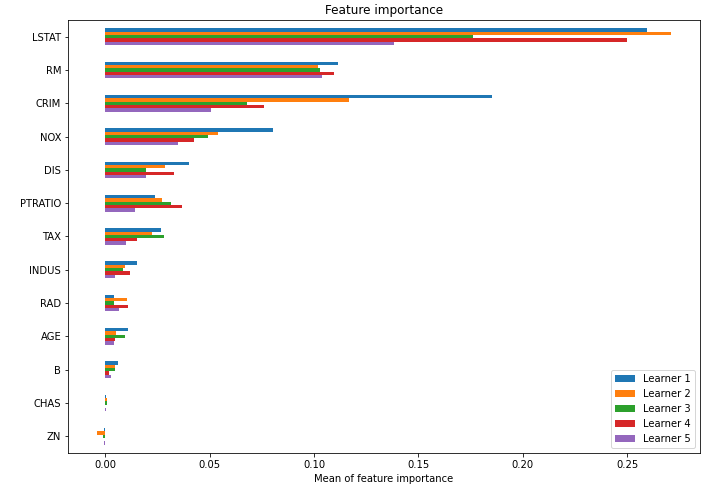 Feature importance
LSTAT
RM
CRIM
NOX
DIS
PTRATIO
TAX
INDUS
RAD
AGE
B
CHAS
ZN
Learner 1
Learner 2
Learner 3
Learner 4
Learner 5
0.00 0.05 0.10 0.15 0.20 0.25
Mean of feature importance